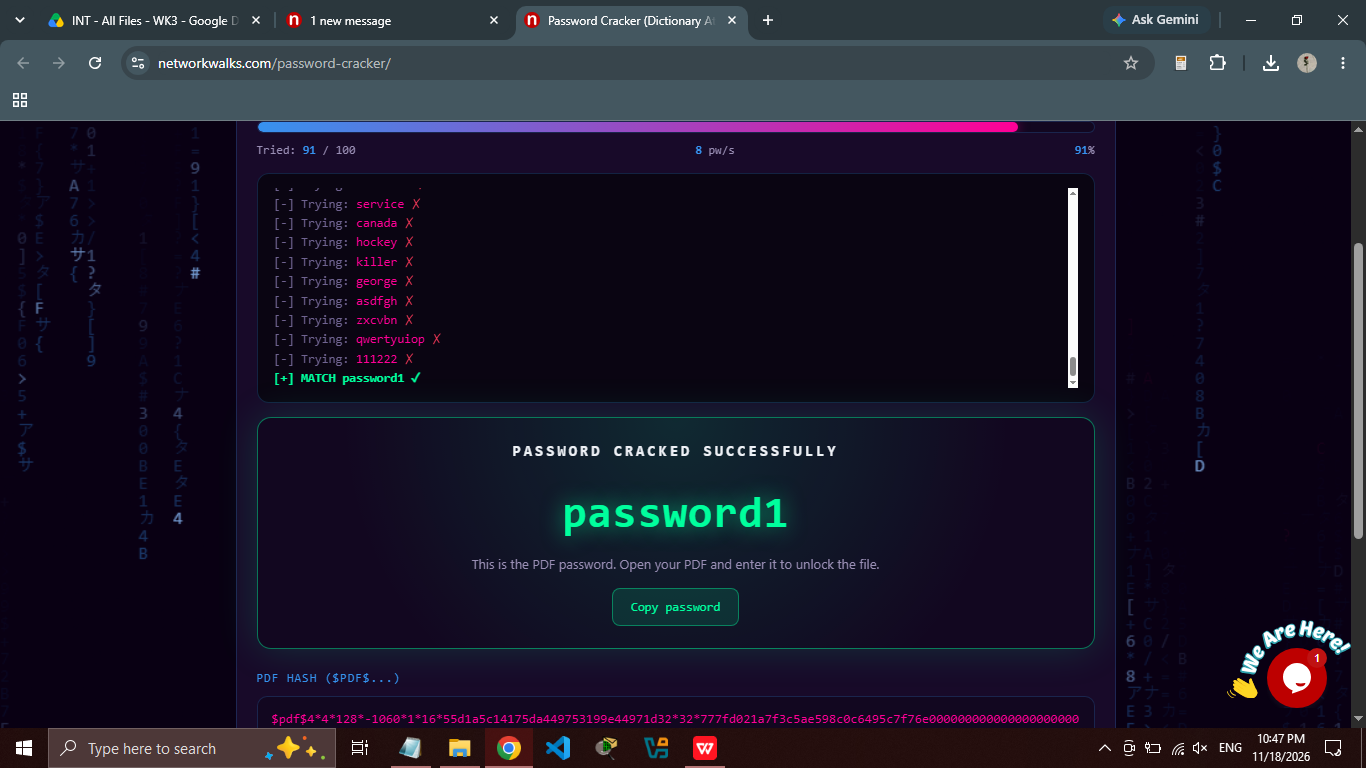 INT - All Files - WK3 - Google D
1 new message
Password Cracker (Dictionary At
Ask Gemini
networkwalks.com/password-cracker/
Tried: 91 / 100
8 pw/s
91%
[-] Trying: service ✗
[-] Trying: canada ✗
[-] Trying: hockey ✗
[-] Trying: killer ✗
[-] Trying: george ✗
[-] Trying: asdfgh ✗
[-] Trying: zxcvbn ✗
[-] Trying: qwertyuiop ✗
[-] Trying: 111222 ✗
[+] MATCH password1 ✓
PASSWORD CRACKED SUCCESSFULLY
password1
This is the PDF password. Open your PDF and enter it to unlock the file.
Copy password
We Are Here!
1
PDF HASH ($PDF$...)
$pdf$4*4*128*-1060*1*16*55d1a5c14175da449753199e44971d32*32*777fd021a7f3c5ae598c0c6495c7f76e0000000000000000000000
Type here to search
ENG
10:47 PM
11/18/2026